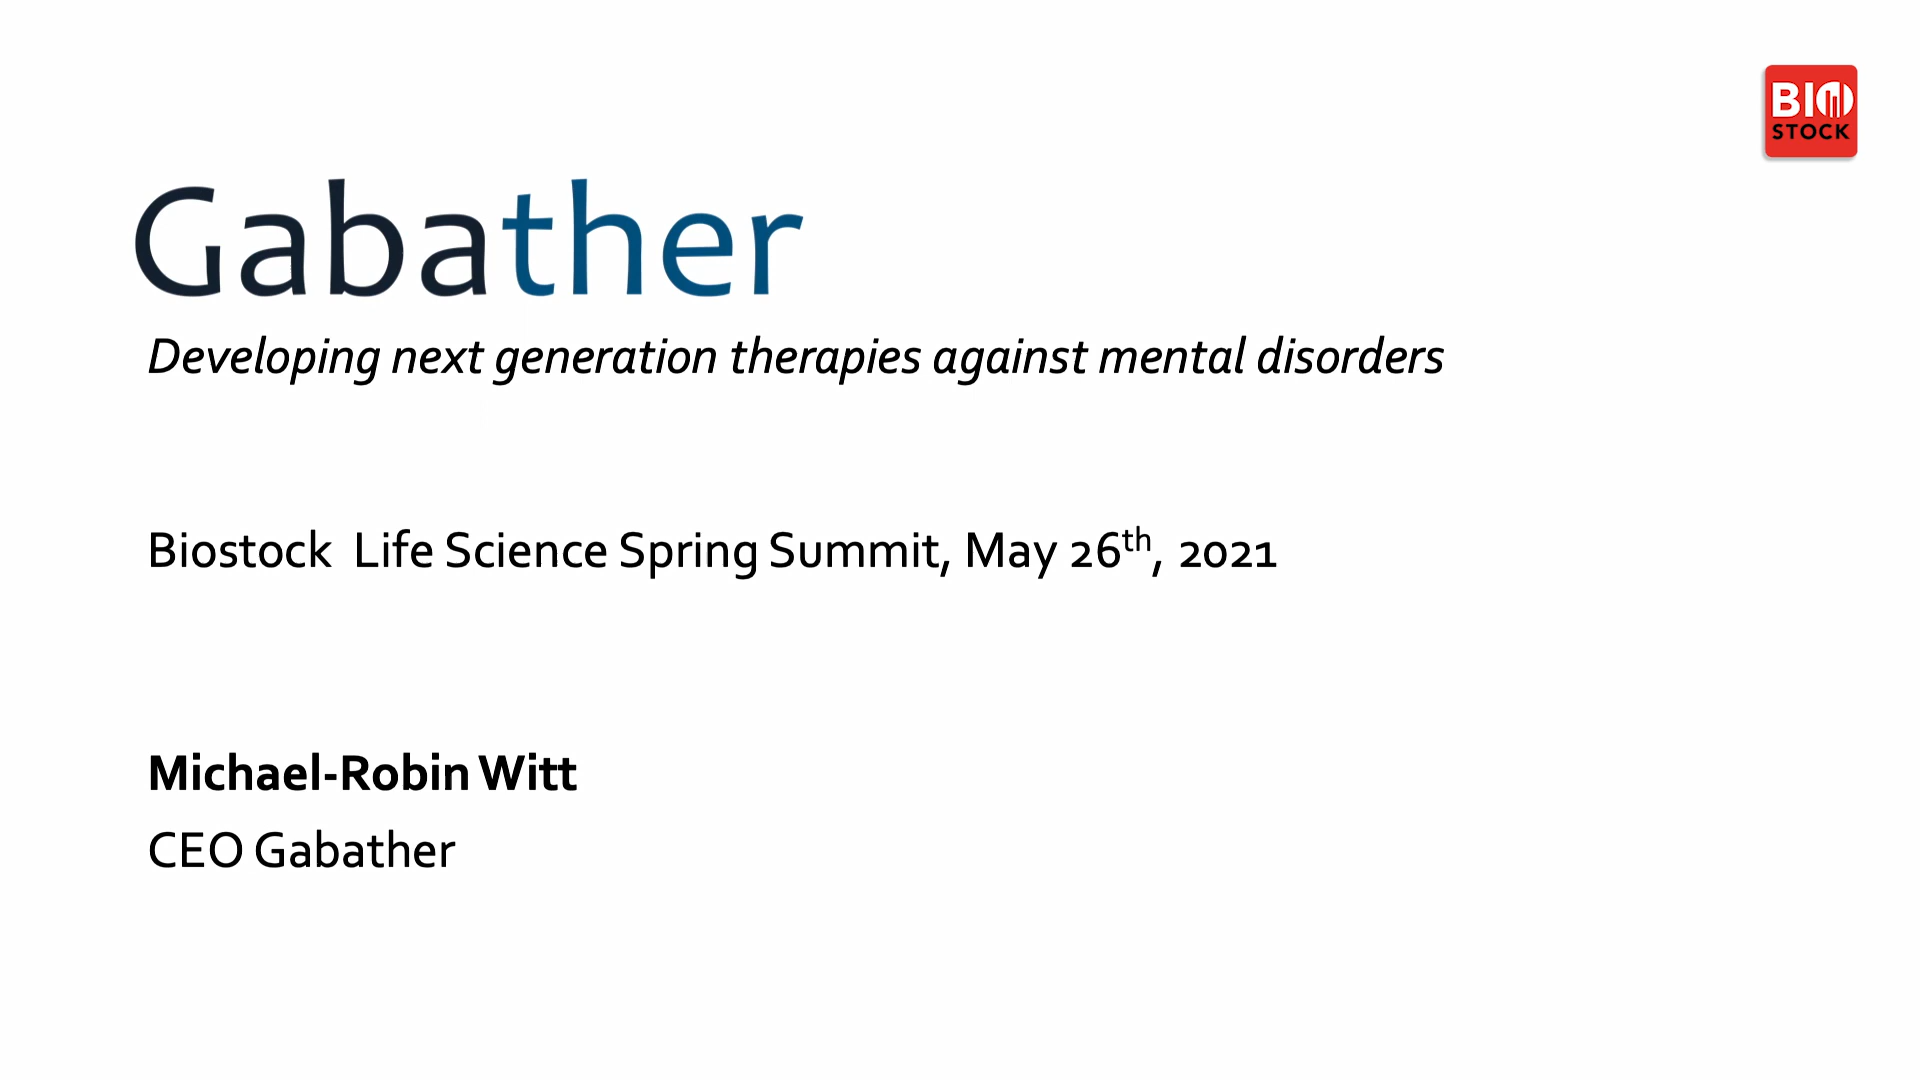 BIO
STOCK
Gabather
Developing next generation therapies against mental disorders
Biostock  Life Science Spring Summit, May 26th, 2021
Michael-Robin Witt
CEO Gabather